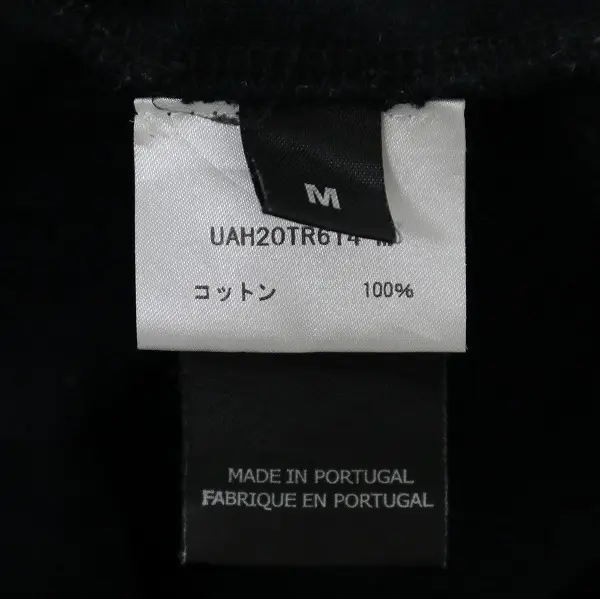 M
UAH20TR614
コットン 100%
MADE IN PORTUGAL
FABRIQUE EN PORTUGAL